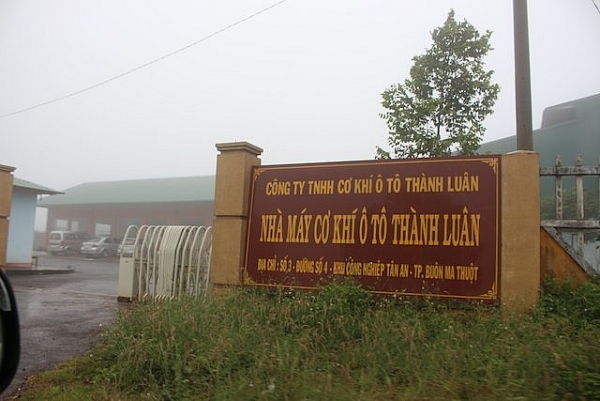 CÔNG TY TNHH CƠ KHÍ Ô TÔ THÀNH LUÂN
NHÀ MÁY CƠ KHÍ Ô TÔ THÀNH LUÂN
ĐỊA CHỈ : SỐ 3 - ĐƯỜNG SỐ 4 - KHU CÔNG NGHIỆP TÂN AN - TP. BUÔN MA THUỘT